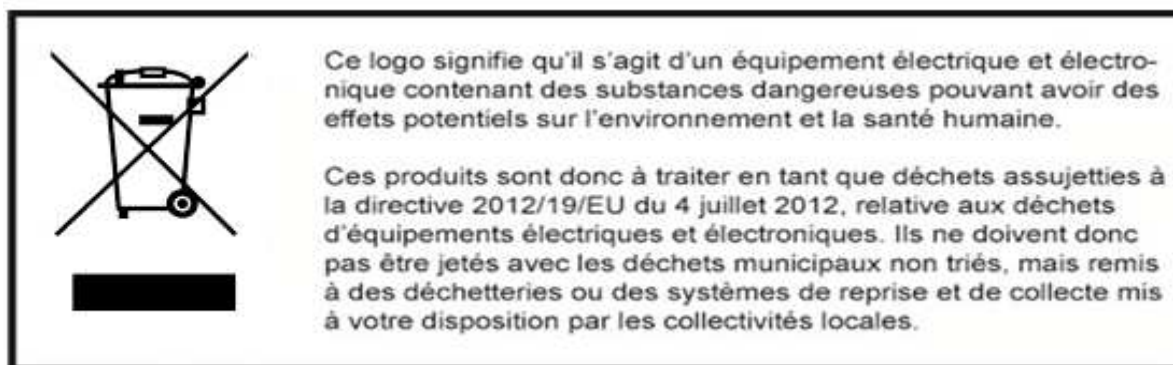 Ce logo signifie qu'il s'agit d'un équipement électrique et électro-
nique contenant des substances dangereuses pouvant avoir des
effets potentiels sur l'environnement et la santé humaine.
Ces produits sont donc à traiter en tant que déchets assujetties à
la directive 2012/19/EU du 4 juillet 2012, relative aux déchets
d'équipements électriques et électroniques. Ils ne doivent donc
pas être jetés avec les déchets municipaux non triés, mais remis
à des déchetteries ou des systèmes de reprise et de collecte mis
à votre disposition par les collectivités locales.